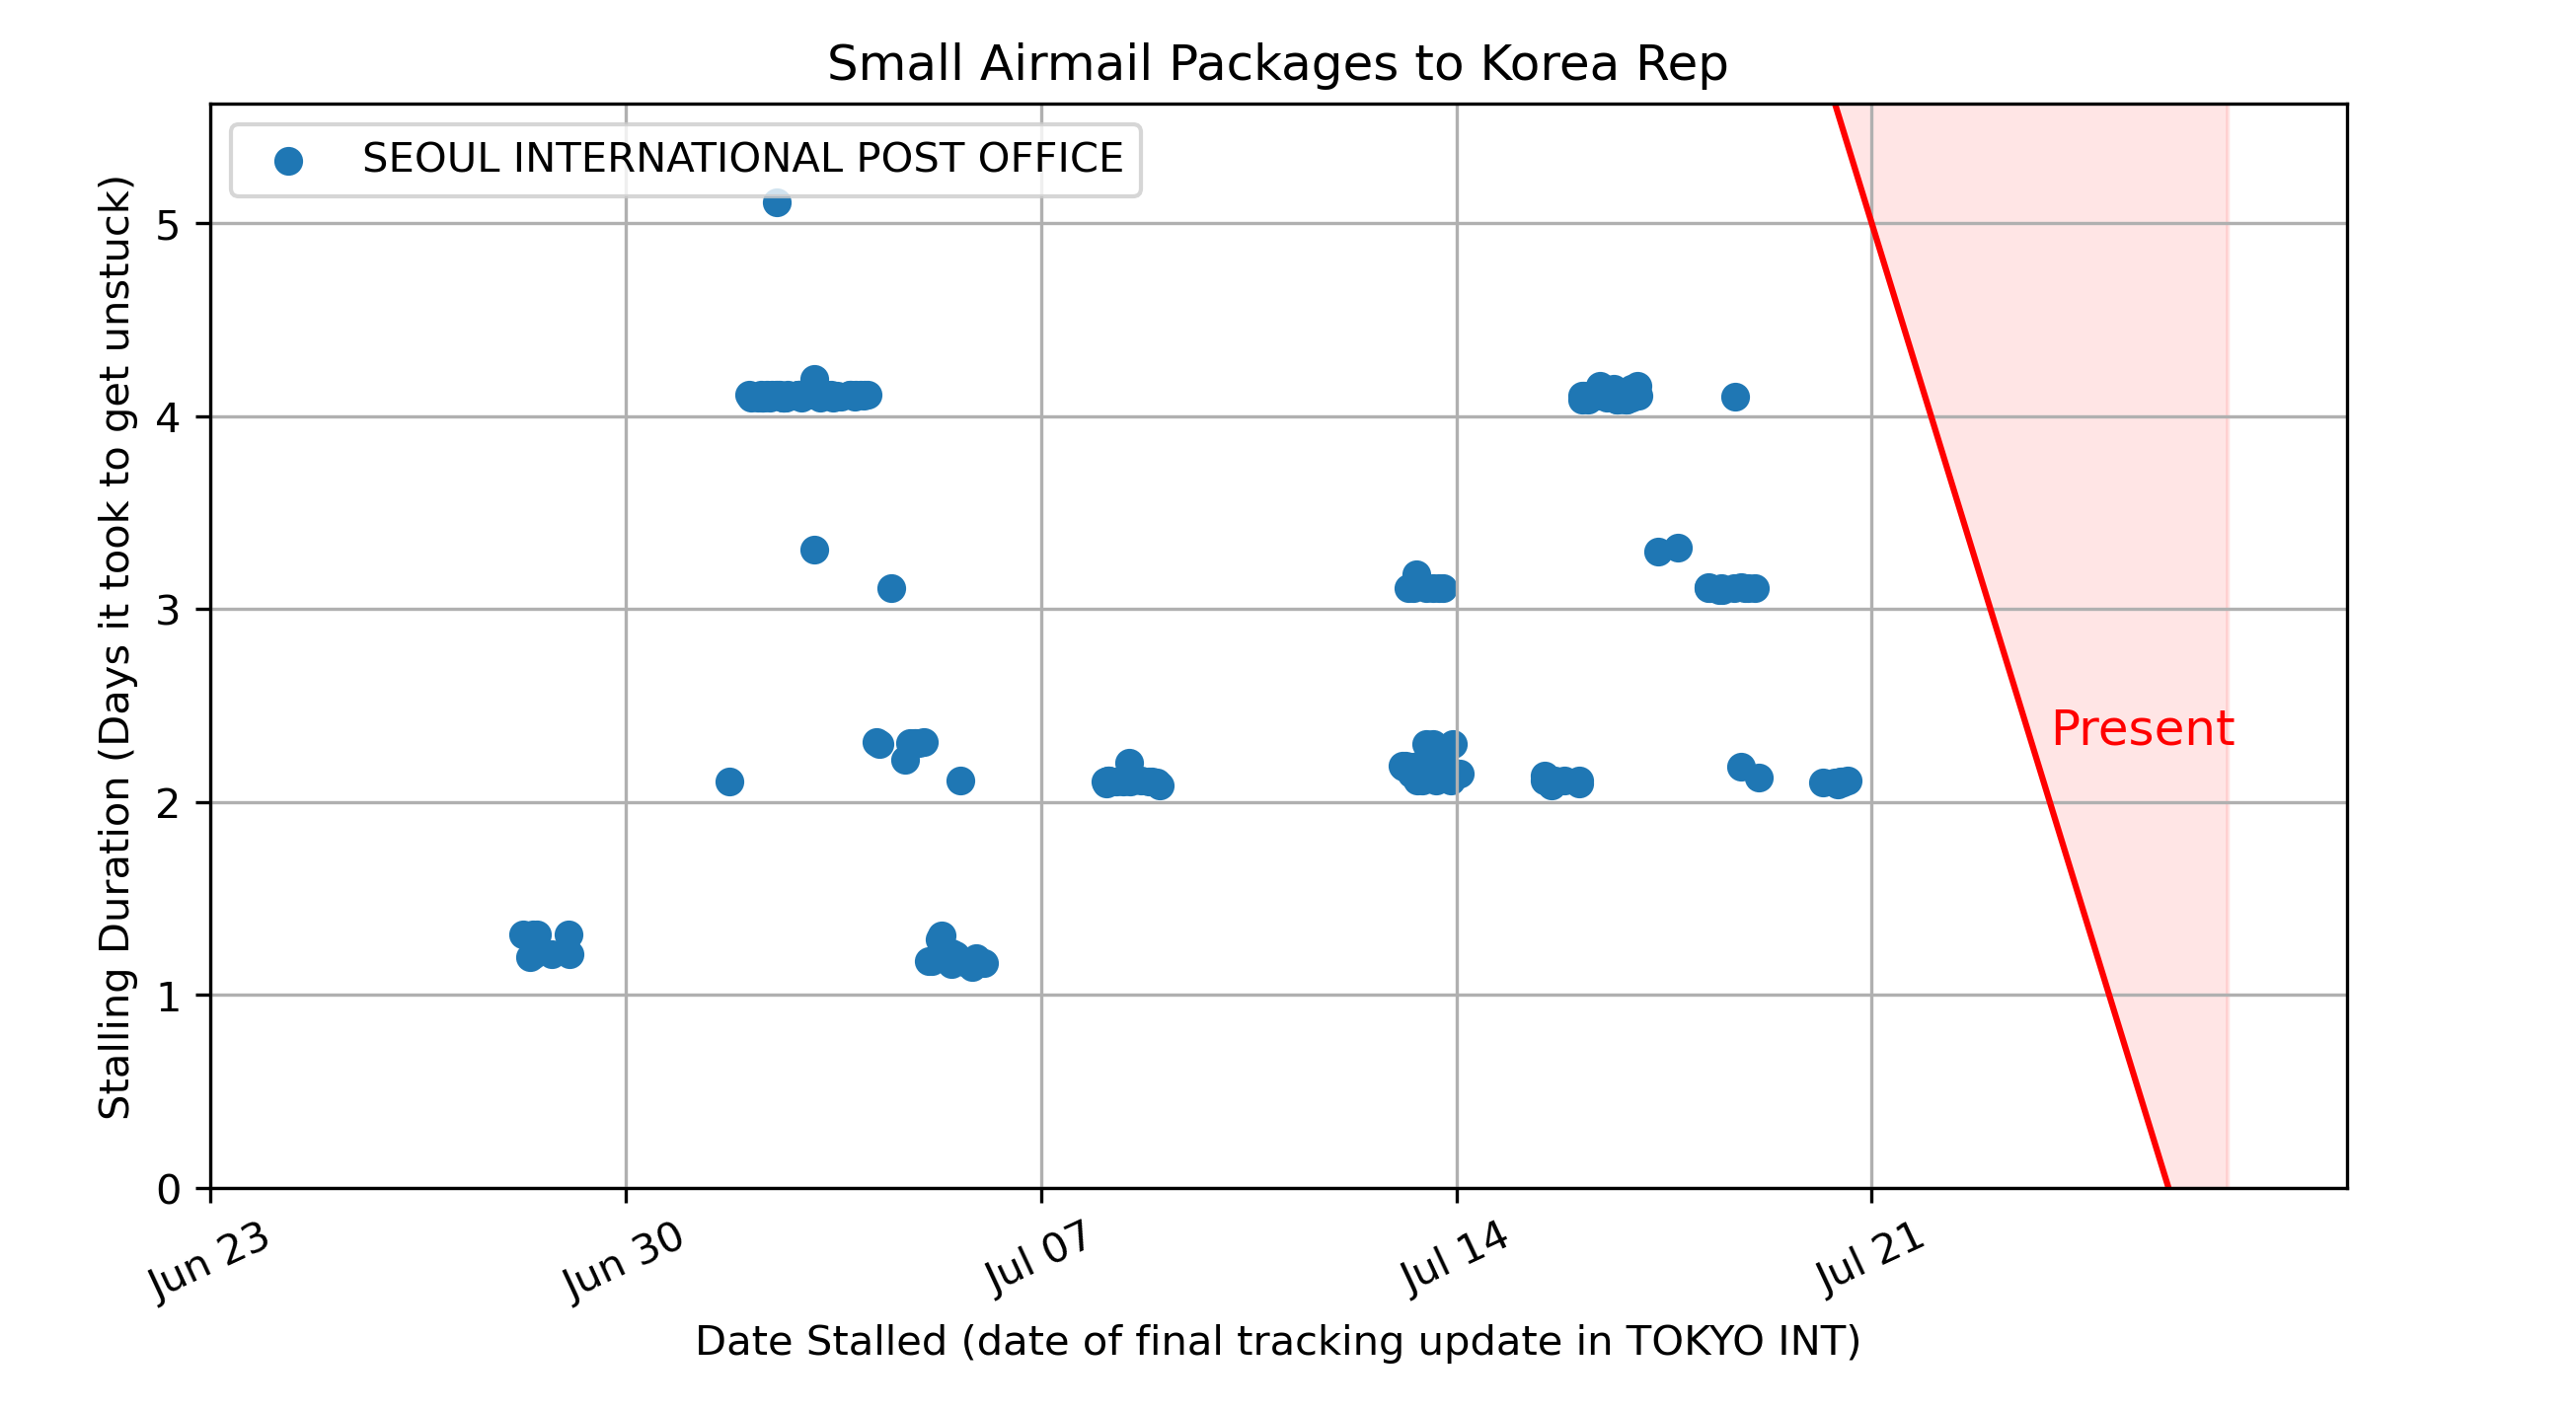 Small Airmail Packages to Korea Rep
SEOUL INTERNATIONAL POST OFFICE
Stalling Duration (Days it took to get unstuck)
5
4
3
2
1
0
Present
Jun 23
Jun 30
Jul 07
Jul 14
Jul 21
Date Stalled (date of final tracking update in TOKYO INT)